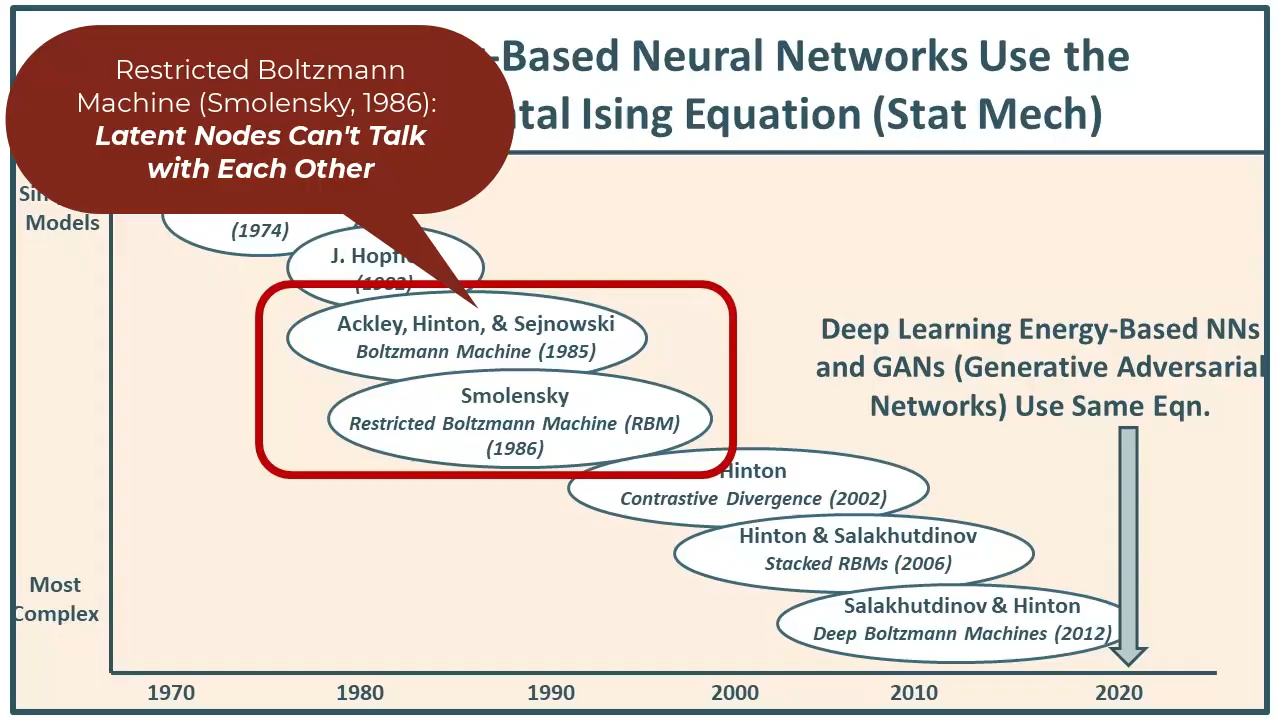 Restricted Boltzmann
Machine (Smolensky, 1986):
Latent Nodes Can't Talk
with Each Other
-Based Neural Networks Use the
tal Ising Equation (Stat Mech)
Models
(1974)
J. Hopf
(1982)
Ackley, Hinton, & Sejnowski
Boltzmann Machine (1985)
Smolensky
Restricted Boltzmann Machine (RBM)
(1986)
Hinton
Contrastive Divergence (2002)
Hinton & Salakhutdinov
Stacked RBMs (2006)
Salakhutdinov & Hinton
Deep Boltzmann Machines (2012)
Deep Learning Energy-Based NNs
and GANs (Generative Adversarial
Networks) Use Same Eqn.
Most
Complex
1970 1980 1990 2000 2010 2020